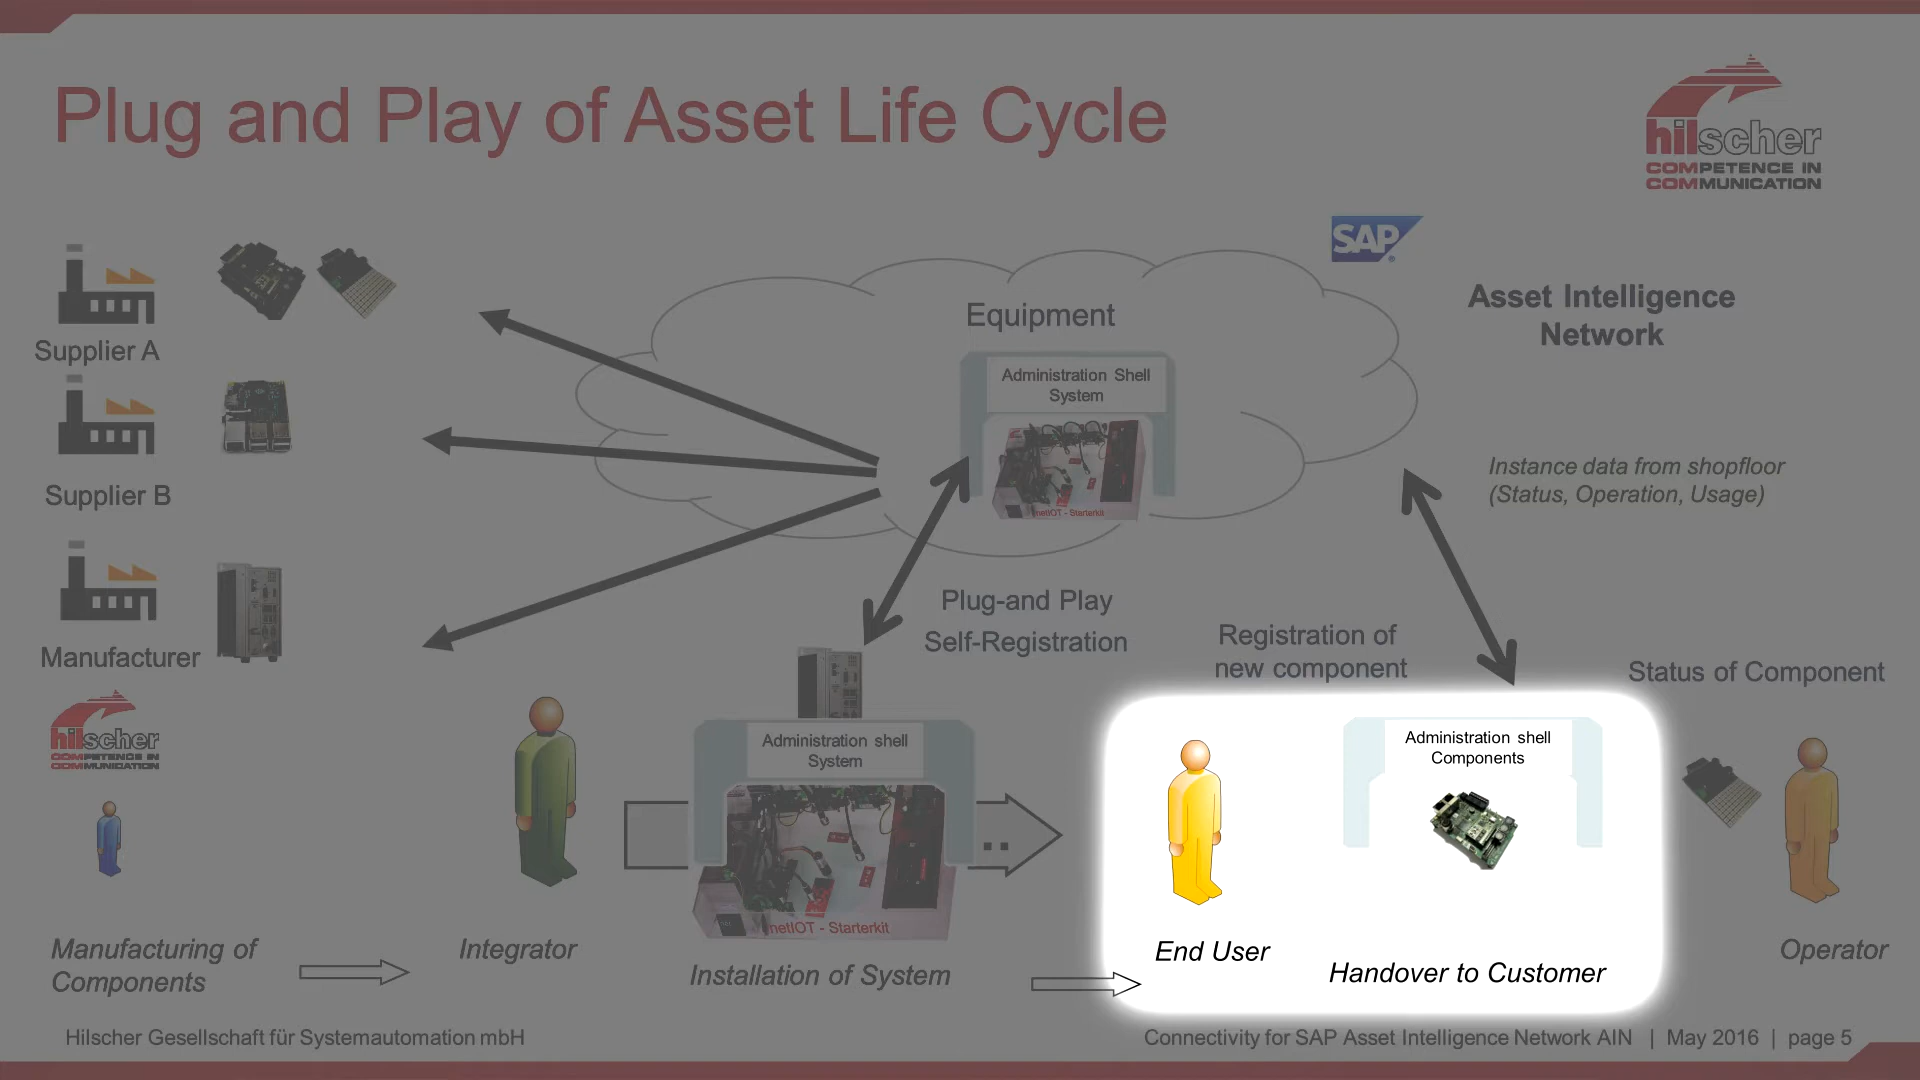 Plug and Play of Asset Life Cycle
hilscher
COMPETENCE IN
COMMUNICATION
SAP
Asset Intelligence
Network
Equipment
Administration Shell
System
netIOT - Starterkit
Supplier A
Supplier B
Manufacturer
Instance data from shopfloor
(Status, Operation, Usage)
Plug-and Play
Self-Registration
Registration of
new component
Status of Component
hilscher
COMPETENCE IN
COMMUNICATION
Administration shell
System
netIOT - Starterkit
Administration shell
Components
Manufacturing of
Components
Integrator
Installation of System
End User
Handover to Customer
Operator
Hilscher Gesellschaft für Systemautomation mbH
Connectivity for SAP Asset Intelligence Network AIN | May 2016 | page 5